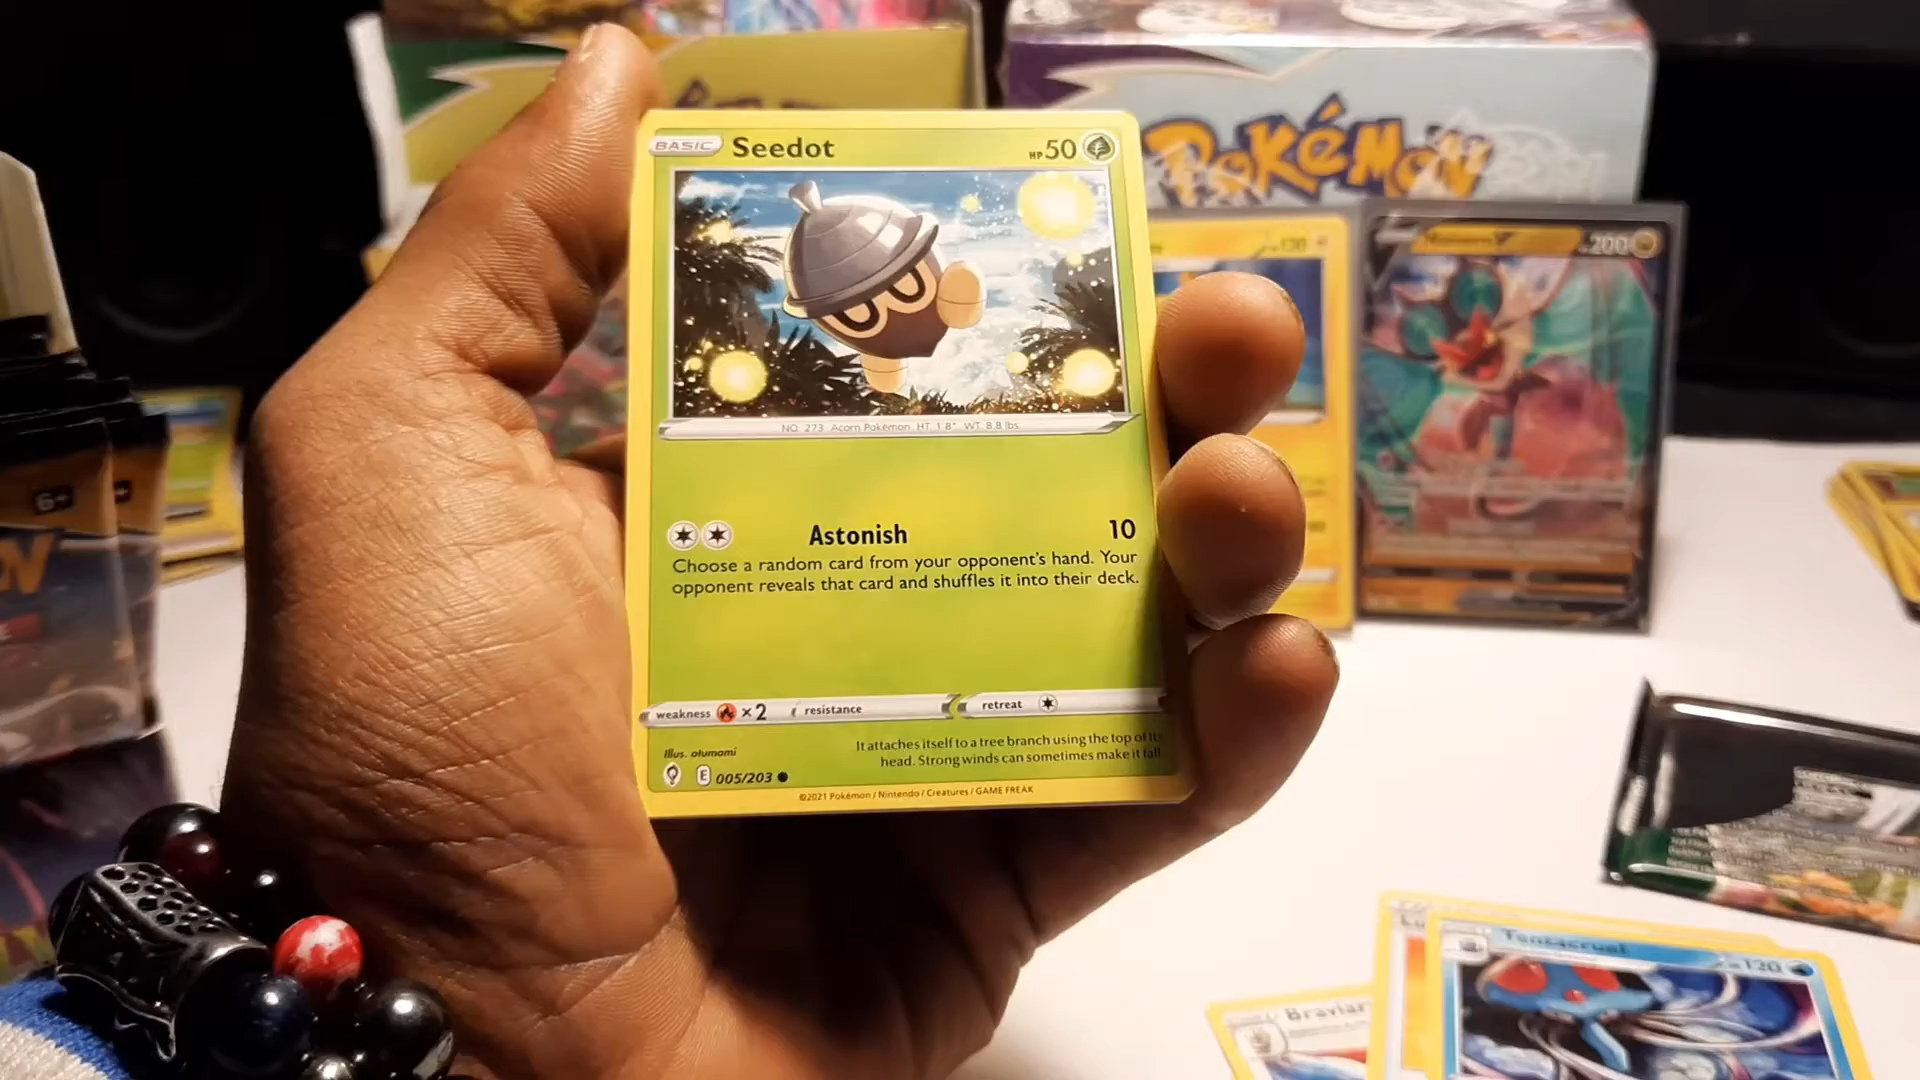 Pokémon
BASIC Seedot HP 50
NO. 273 Acorn Pokémon HT. 1'8" WT. 8.8 lbs.
Astonish 10
Choose a random card from your opponent's hand. Your
opponent reveals that card and shuffles it into their deck.
weakness ×2 resistance retreat
Illus. otumami
It attaches itself to a tree branch using the top of its
head. Strong winds can sometimes make it fall.
E 005/203
©2021 Pokémon / Nintendo / Creatures / GAME FREAK
130
Noivern V 200
6+
Tentacruel 120
Braviary